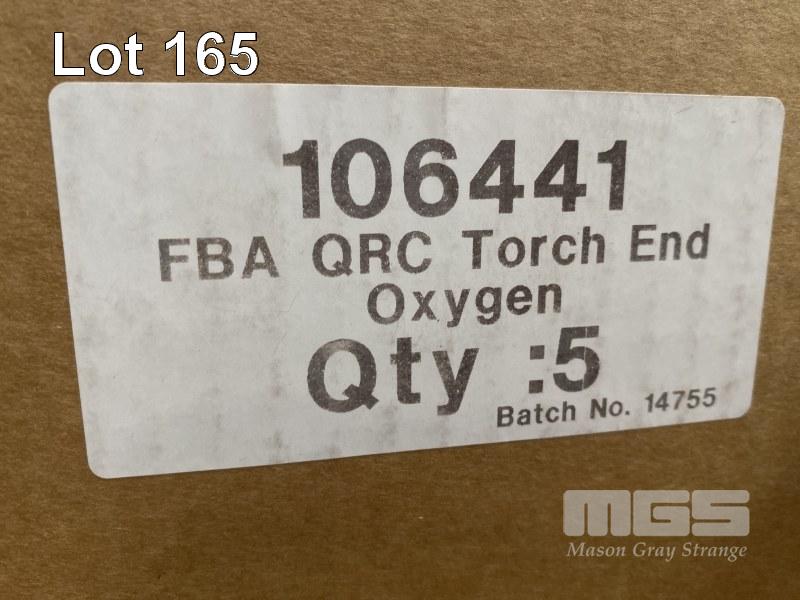 Lot 165
106441
FBA QRC Torch End
Oxygen
Qty :5
Batch No. 14755
MGS
Mason Gray Strange